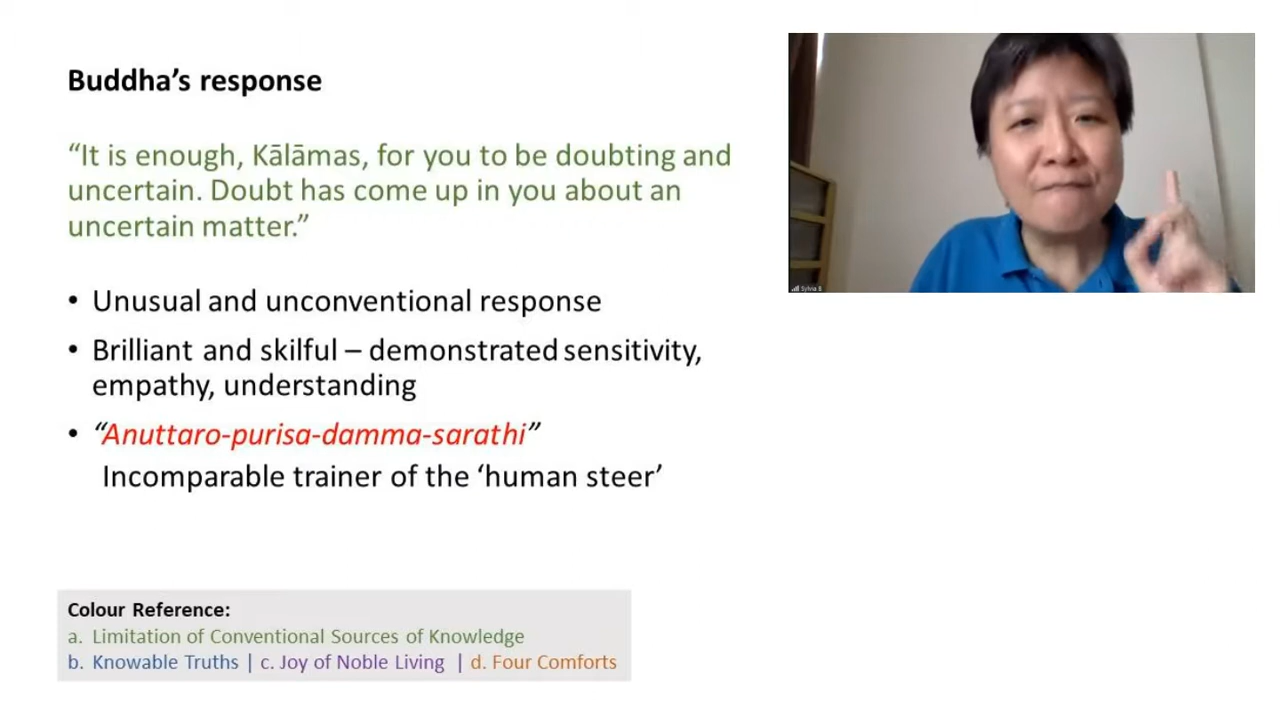 Buddha’s response
“It is enough, Kālāmas, for you to be doubting and
uncertain. Doubt has come up in you about an
uncertain matter.”
• Unusual and unconventional response
• Brilliant and skilful – demonstrated sensitivity,
empathy, understanding
• “Anuttaro-purisa-damma-sarathi”
Incomparable trainer of the ‘human steer’
Colour Reference:
a. Limitation of Conventional Sources of Knowledge
b. Knowable Truths | c. Joy of Noble Living | d. Four Comforts